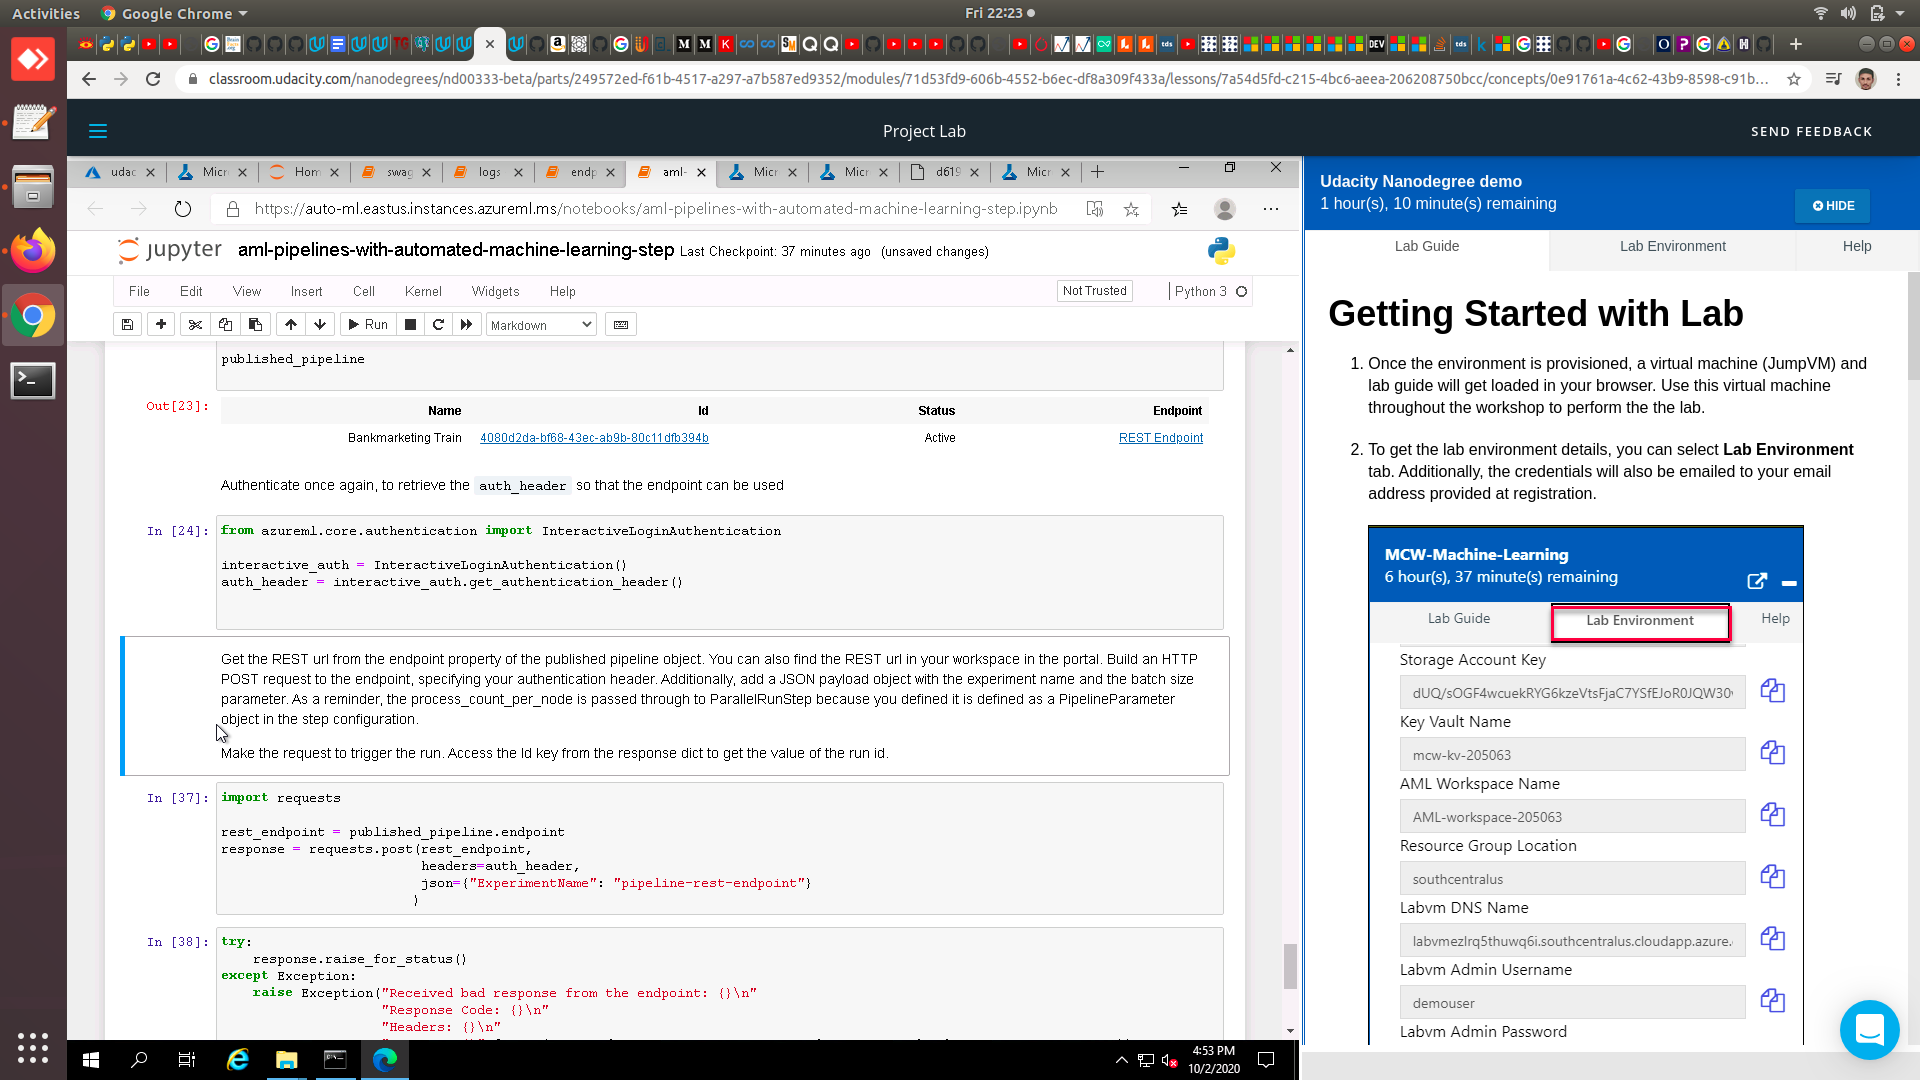 Activities
Google Chrome
Fri 22:23
classroom.udacity.com/nanodegrees/nd00333-beta/parts/249572ed-f61b-4517-a297-a7b587ed9352/modules/71d53fd9-606b-4552-b6ec-df8a309f433a/lessons/7a54d5fd-c215-4bc6-aeea-206208750bcc/concepts/0e91761a-4c62-43b9-8598-c91b...
Project Lab
SEND FEEDBACK
udac
Micr
Hom
swag
logs
endp
aml-
Micr
Micr
d619
Micr
https://auto-ml.eastus.instances.azureml.ms/notebooks/aml-pipelines-with-automated-machine-learning-step.ipynb
jupyter aml-pipelines-with-automated-machine-learning-step Last Checkpoint: 37 minutes ago (unsaved changes)
File Edit View Insert Cell Kernel Widgets Help
Not Trusted
Python 3
Run
Markdown
published_pipeline
Out[23]:
Name Id Status Endpoint
Bankmarketing Train 4080d2da-bf68-43ec-ab9b-80c11dfb394b Active REST Endpoint
Authenticate once again, to retrieve the auth_header so that the endpoint can be used
In [24]: from azureml.core.authentication import InteractiveLoginAuthentication
interactive_auth = InteractiveLoginAuthentication()
auth_header = interactive_auth.get_authentication_header()
Get the REST url from the endpoint property of the published pipeline object. You can also find the REST url in your workspace in the portal. Build an HTTP
POST request to the endpoint, specifying your authentication header. Additionally, add a JSON payload object with the experiment name and the batch size
parameter. As a reminder, the process_count_per_node is passed through to ParallelRunStep because you defined it is defined as a PipelineParameter
object in the step configuration.
Make the request to trigger the run. Access the Id key from the response dict to get the value of the run id.
In [37]: import requests
rest_endpoint = published_pipeline.endpoint
response = requests.post(rest_endpoint,
headers=auth_header,
json={"ExperimentName": "pipeline-rest-endpoint"}
)
In [38]: try:
response.raise_for_status()
except Exception:
raise Exception("Received bad response from the endpoint: {}\n"
"Response Code: {}\n"
"Headers: {}\n"
4:53 PM
10/2/2020
Udacity Nanodegree demo
1 hour(s), 10 minute(s) remaining
HIDE
Lab Guide
Lab Environment
Help
Getting Started with Lab
1. Once the environment is provisioned, a virtual machine (JumpVM) and
lab guide will get loaded in your browser. Use this virtual machine
throughout the workshop to perform the the lab.
2. To get the lab environment details, you can select Lab Environment
tab. Additionally, the credentials will also be emailed to your email
address provided at registration.
MCW-Machine-Learning
6 hour(s), 37 minute(s) remaining
Lab Guide
Lab Environment
Help
Storage Account Key
Key Vault Name
mcw-kv-205063
AML Workspace Name
AML-workspace-205063
Resource Group Location
southcentralus
Labvm DNS Name
labvmezlrq5thuwq6i.southcentralus.cloudapp.azure.
Labvm Admin Username
demouser
Labvm Admin Password